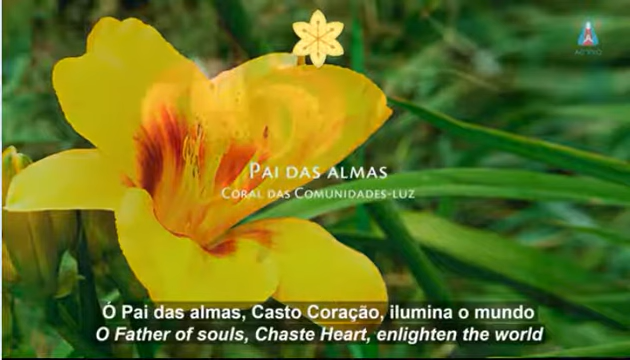 PAI DAS ALMAS
CORAL DAS COMUNIDADES-LUZ
Ó Pai das almas, Casto Coração, ilumina o mundo
O Father of souls, Chaste Heart, enlighten the world